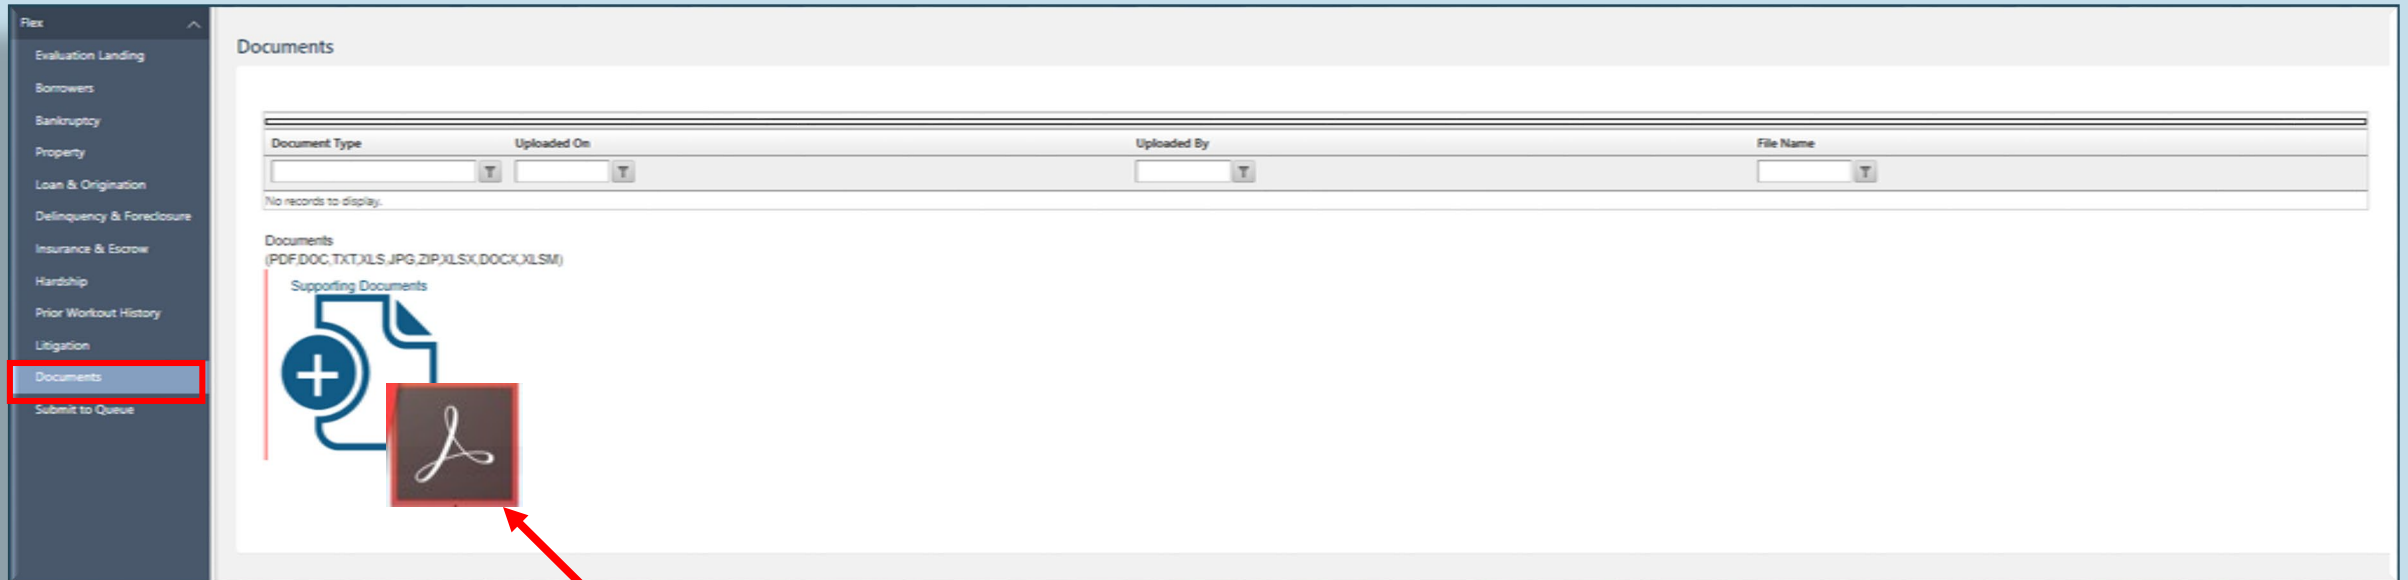 Flex
Evaluation Landing
Borrowers
Bankruptcy
Property
Loan & Origination
Delinquency & Foreclosure
Insurance & Escrow
Hardship
Prior Workout History
Litigation
Documents
Submit to Queue
Documents
Document Type Uploaded On Uploaded By File Name
No records to display.
Documents
(PDF,DOC,TXT,XLS,JPG,ZIP,XLSX,DOCX,XLSM)
Supporting Documents